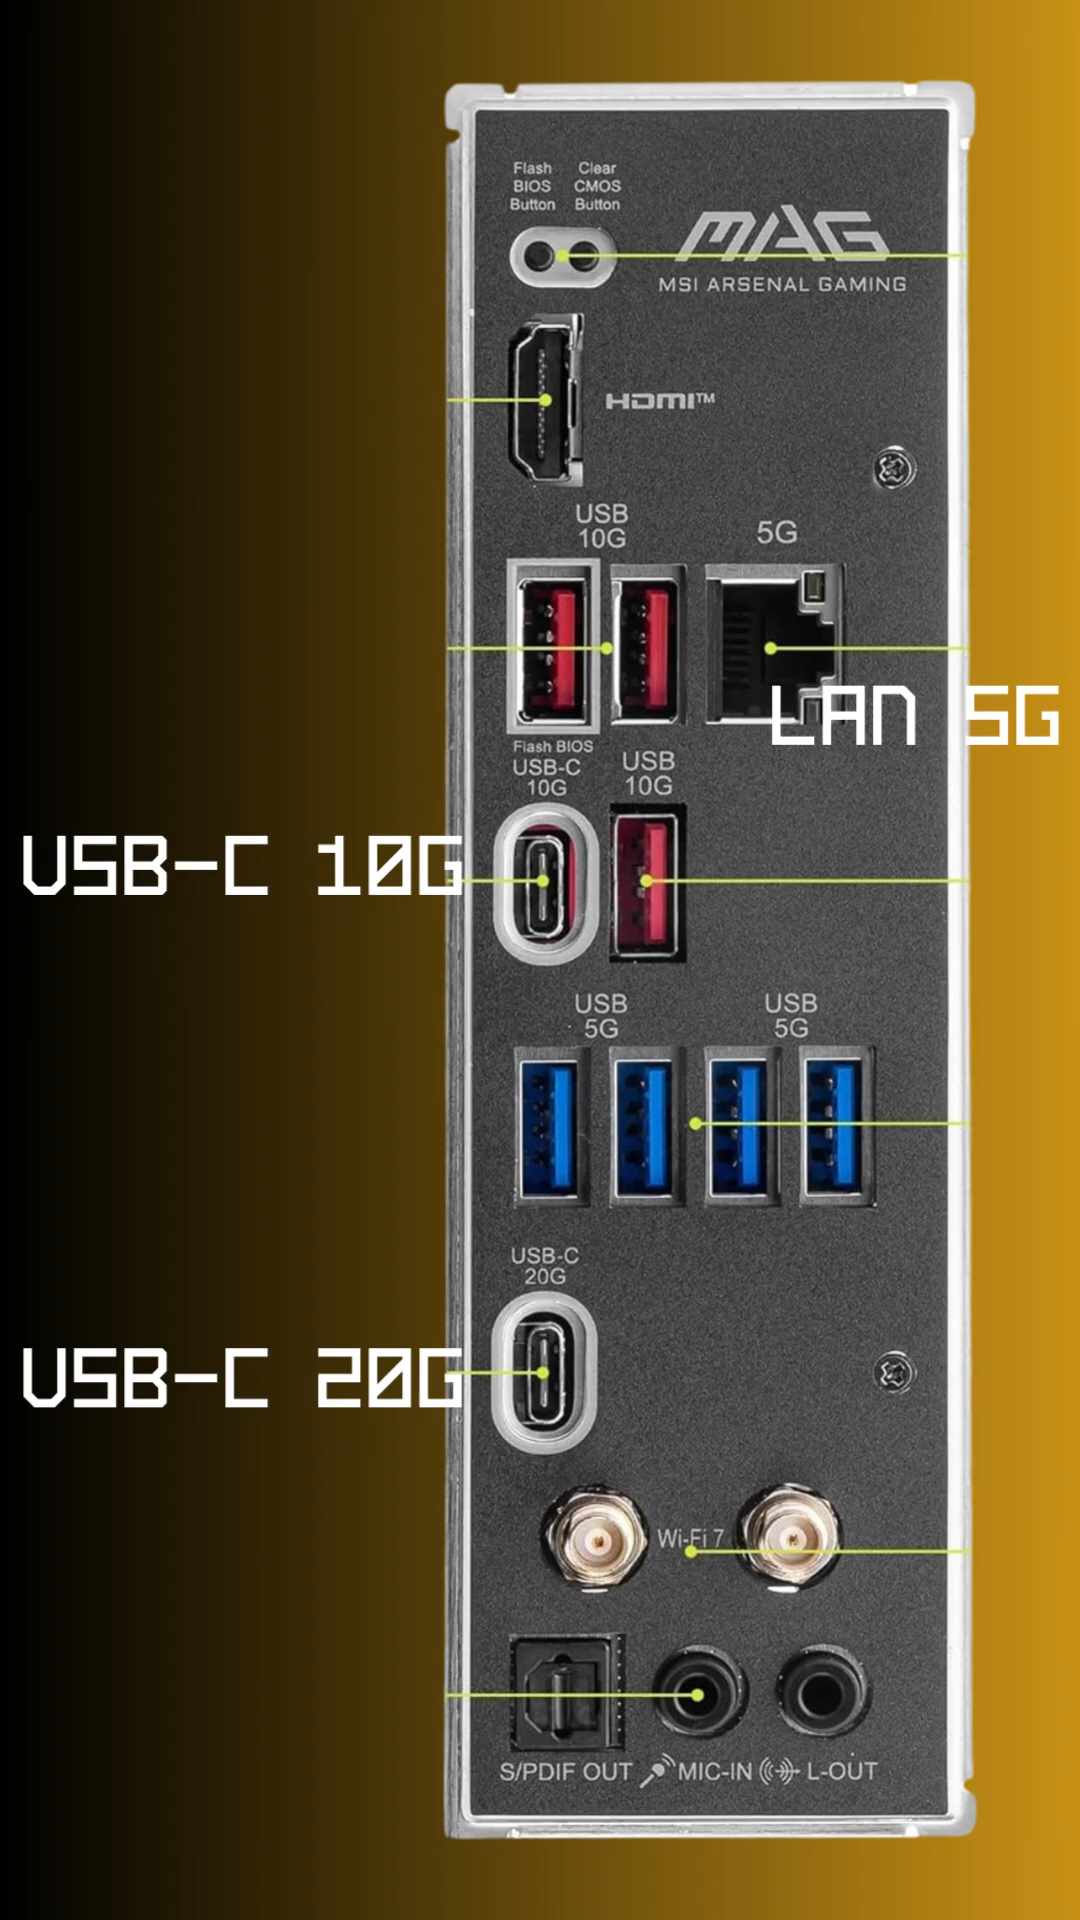 Flash
BIOS
Button
Clear
CMOS
Button
MAG
MSI ARSENAL GAMING
HDMI™
USB
10G
5G
LAN 5G
Flash BIOS
USB-C
10G
USB
10G
USB-C 10G
USB
5G
USB
5G
USB-C
20G
USB-C 20G
Wi-Fi 7
S/PDIF OUT
MIC-IN
L-OUT